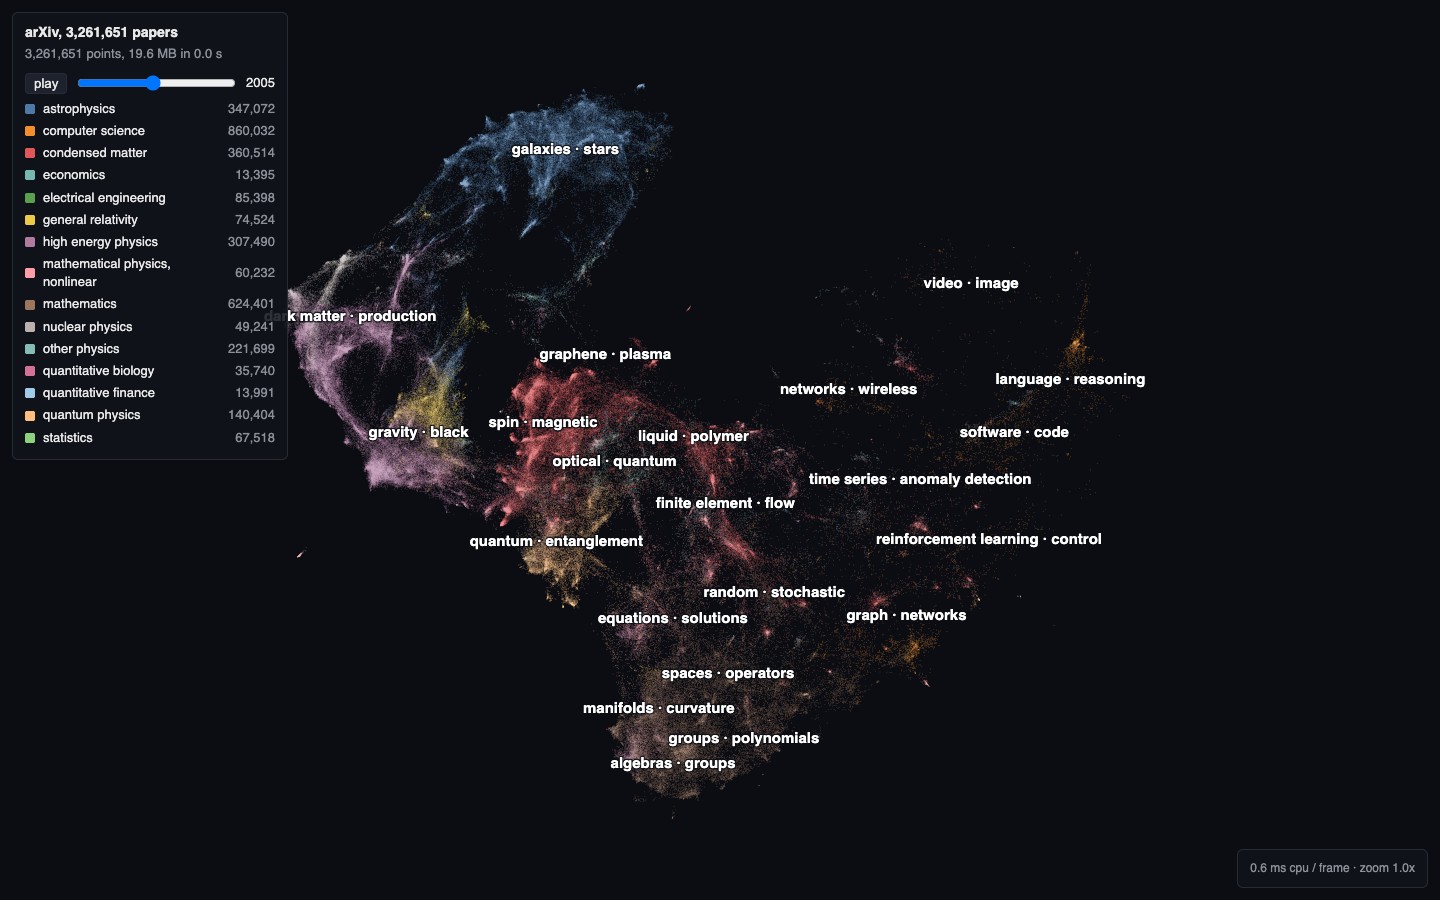 arXiv, 3,261,651 papers
3,261,651 points, 19.6 MB in 0.0 s
play 2005
astrophysics 347,072
computer science 860,032
condensed matter 360,514
economics 13,395
electrical engineering 85,398
general relativity 74,524
high energy physics 307,490
mathematical physics,
nonlinear 60,232
mathematics 624,401
nuclear physics 49,241
other physics 221,699
quantitative biology 35,740
quantitative finance 13,991
quantum physics 140,404
statistics 67,518
galaxies · stars
video · image
dark matter · production
graphene · plasma
language · reasoning
networks · wireless
spin · magnetic
gravity · black
liquid · polymer
software · code
optical · quantum
time series · anomaly detection
finite element · flow
quantum · entanglement
reinforcement learning · control
random · stochastic
equations · solutions
graph · networks
spaces · operators
manifolds · curvature
groups · polynomials
algebras · groups
0.6 ms cpu / frame · zoom 1.0x